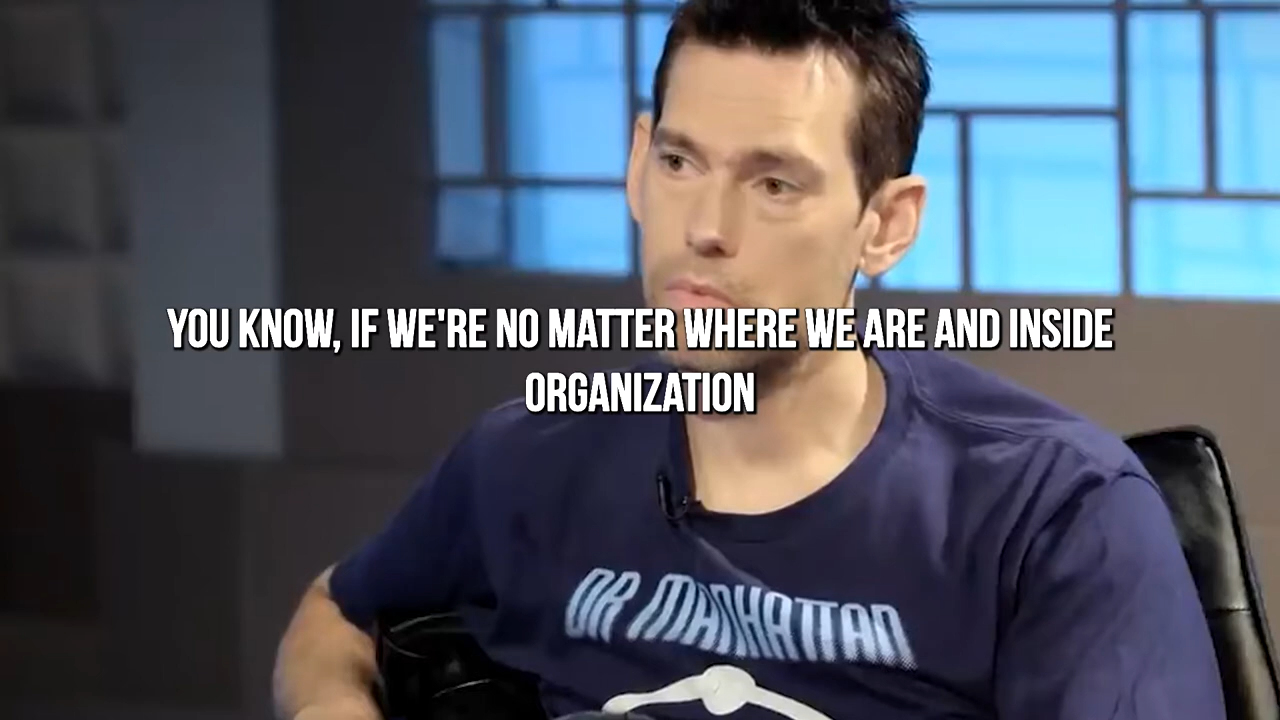 YOU KNOW, IF WE'RE NO MATTER WHERE WE ARE AND INSIDE
ORGANIZATION
DR MANHATTAN